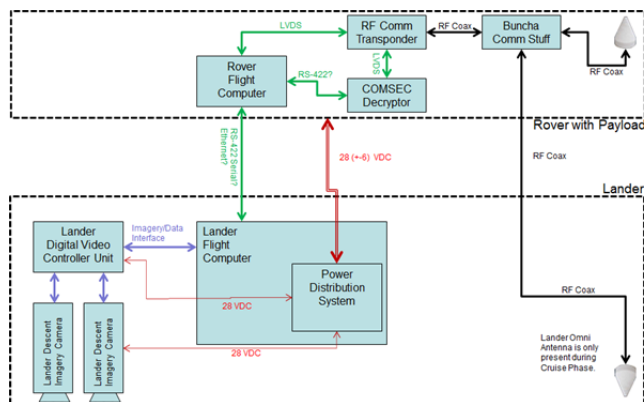 LVDS
RF Comm
Transponder
RF Coax
Buncha
Comm Stuff
RF Coax
Rover
Flight
Computer
RS-422?
LVDS
COMSEC
Decryptor
Rover with Payload
RS-422 Serial?
Ethernet?
28 (+-6) VDC
RF Coax
Lander
Lander
Digital Video
Controller Unit
Imagery/Data
Interface
Lander
Flight
Computer
Power
Distribution
System
28 VDC
28 VDC
Lander Descent
Imagery Camera
Lander Descent
Imagery Camera
RF Coax
Lander Omni
Antenna is only
present during
Cruise Phase.